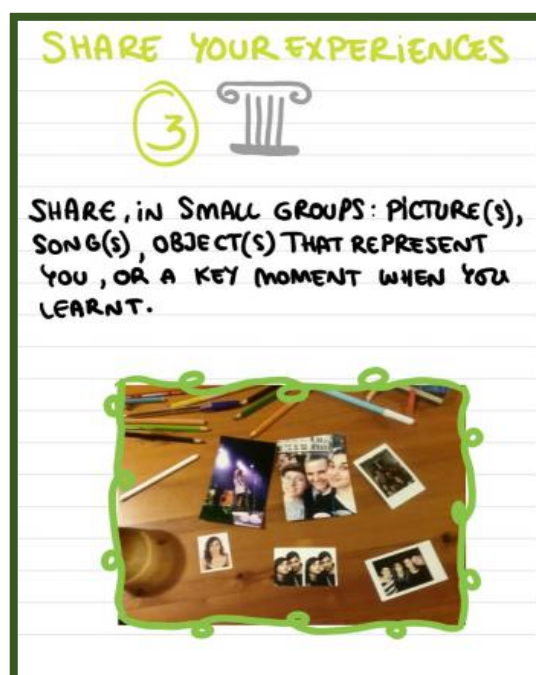 SHARE YOUR EXPERIENCES
3
SHARE, iN SMALL GROUPS: PiCTURE(S),
SONG(S), OBJECT(S) THAT REPRESENT
YOU, OR A KEY MOMENT WHEN YOU
LEARNT.